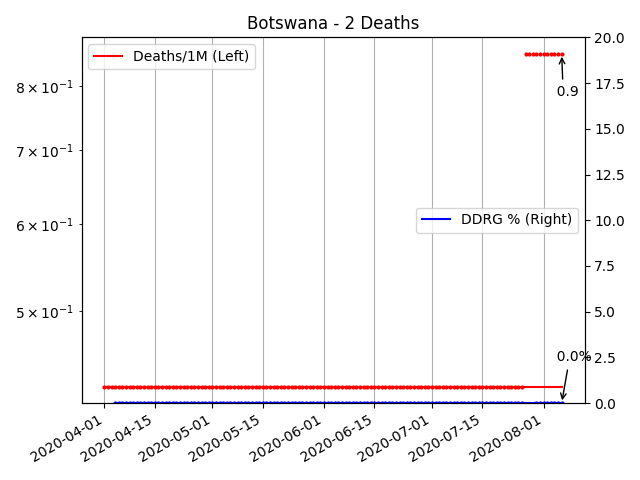 Botswana - 2 Deaths
Deaths/1M (Left)
DDRG % (Right)
8 × 10⁻¹
7 × 10⁻¹
6 × 10⁻¹
5 × 10⁻¹
20.0
17.5
15.0
12.5
10.0
7.5
5.0
2.5
0.0
0.9
0.0%
2020-04-01
2020-04-15
2020-05-01
2020-05-15
2020-06-01
2020-06-15
2020-07-01
2020-07-15
2020-08-01